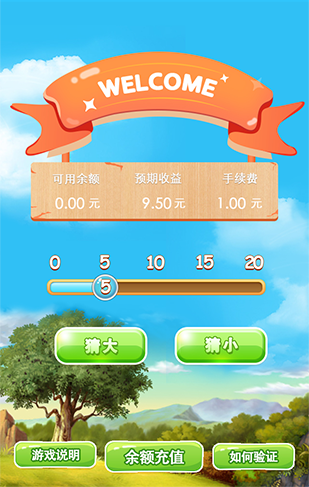 WELCOME
可用余额 预期收益 手续费
0.00 元 9.50 元 1.00 元
0 5 10 15 20
5
猜大 猜小
游戏说明 余额充值 如何验证